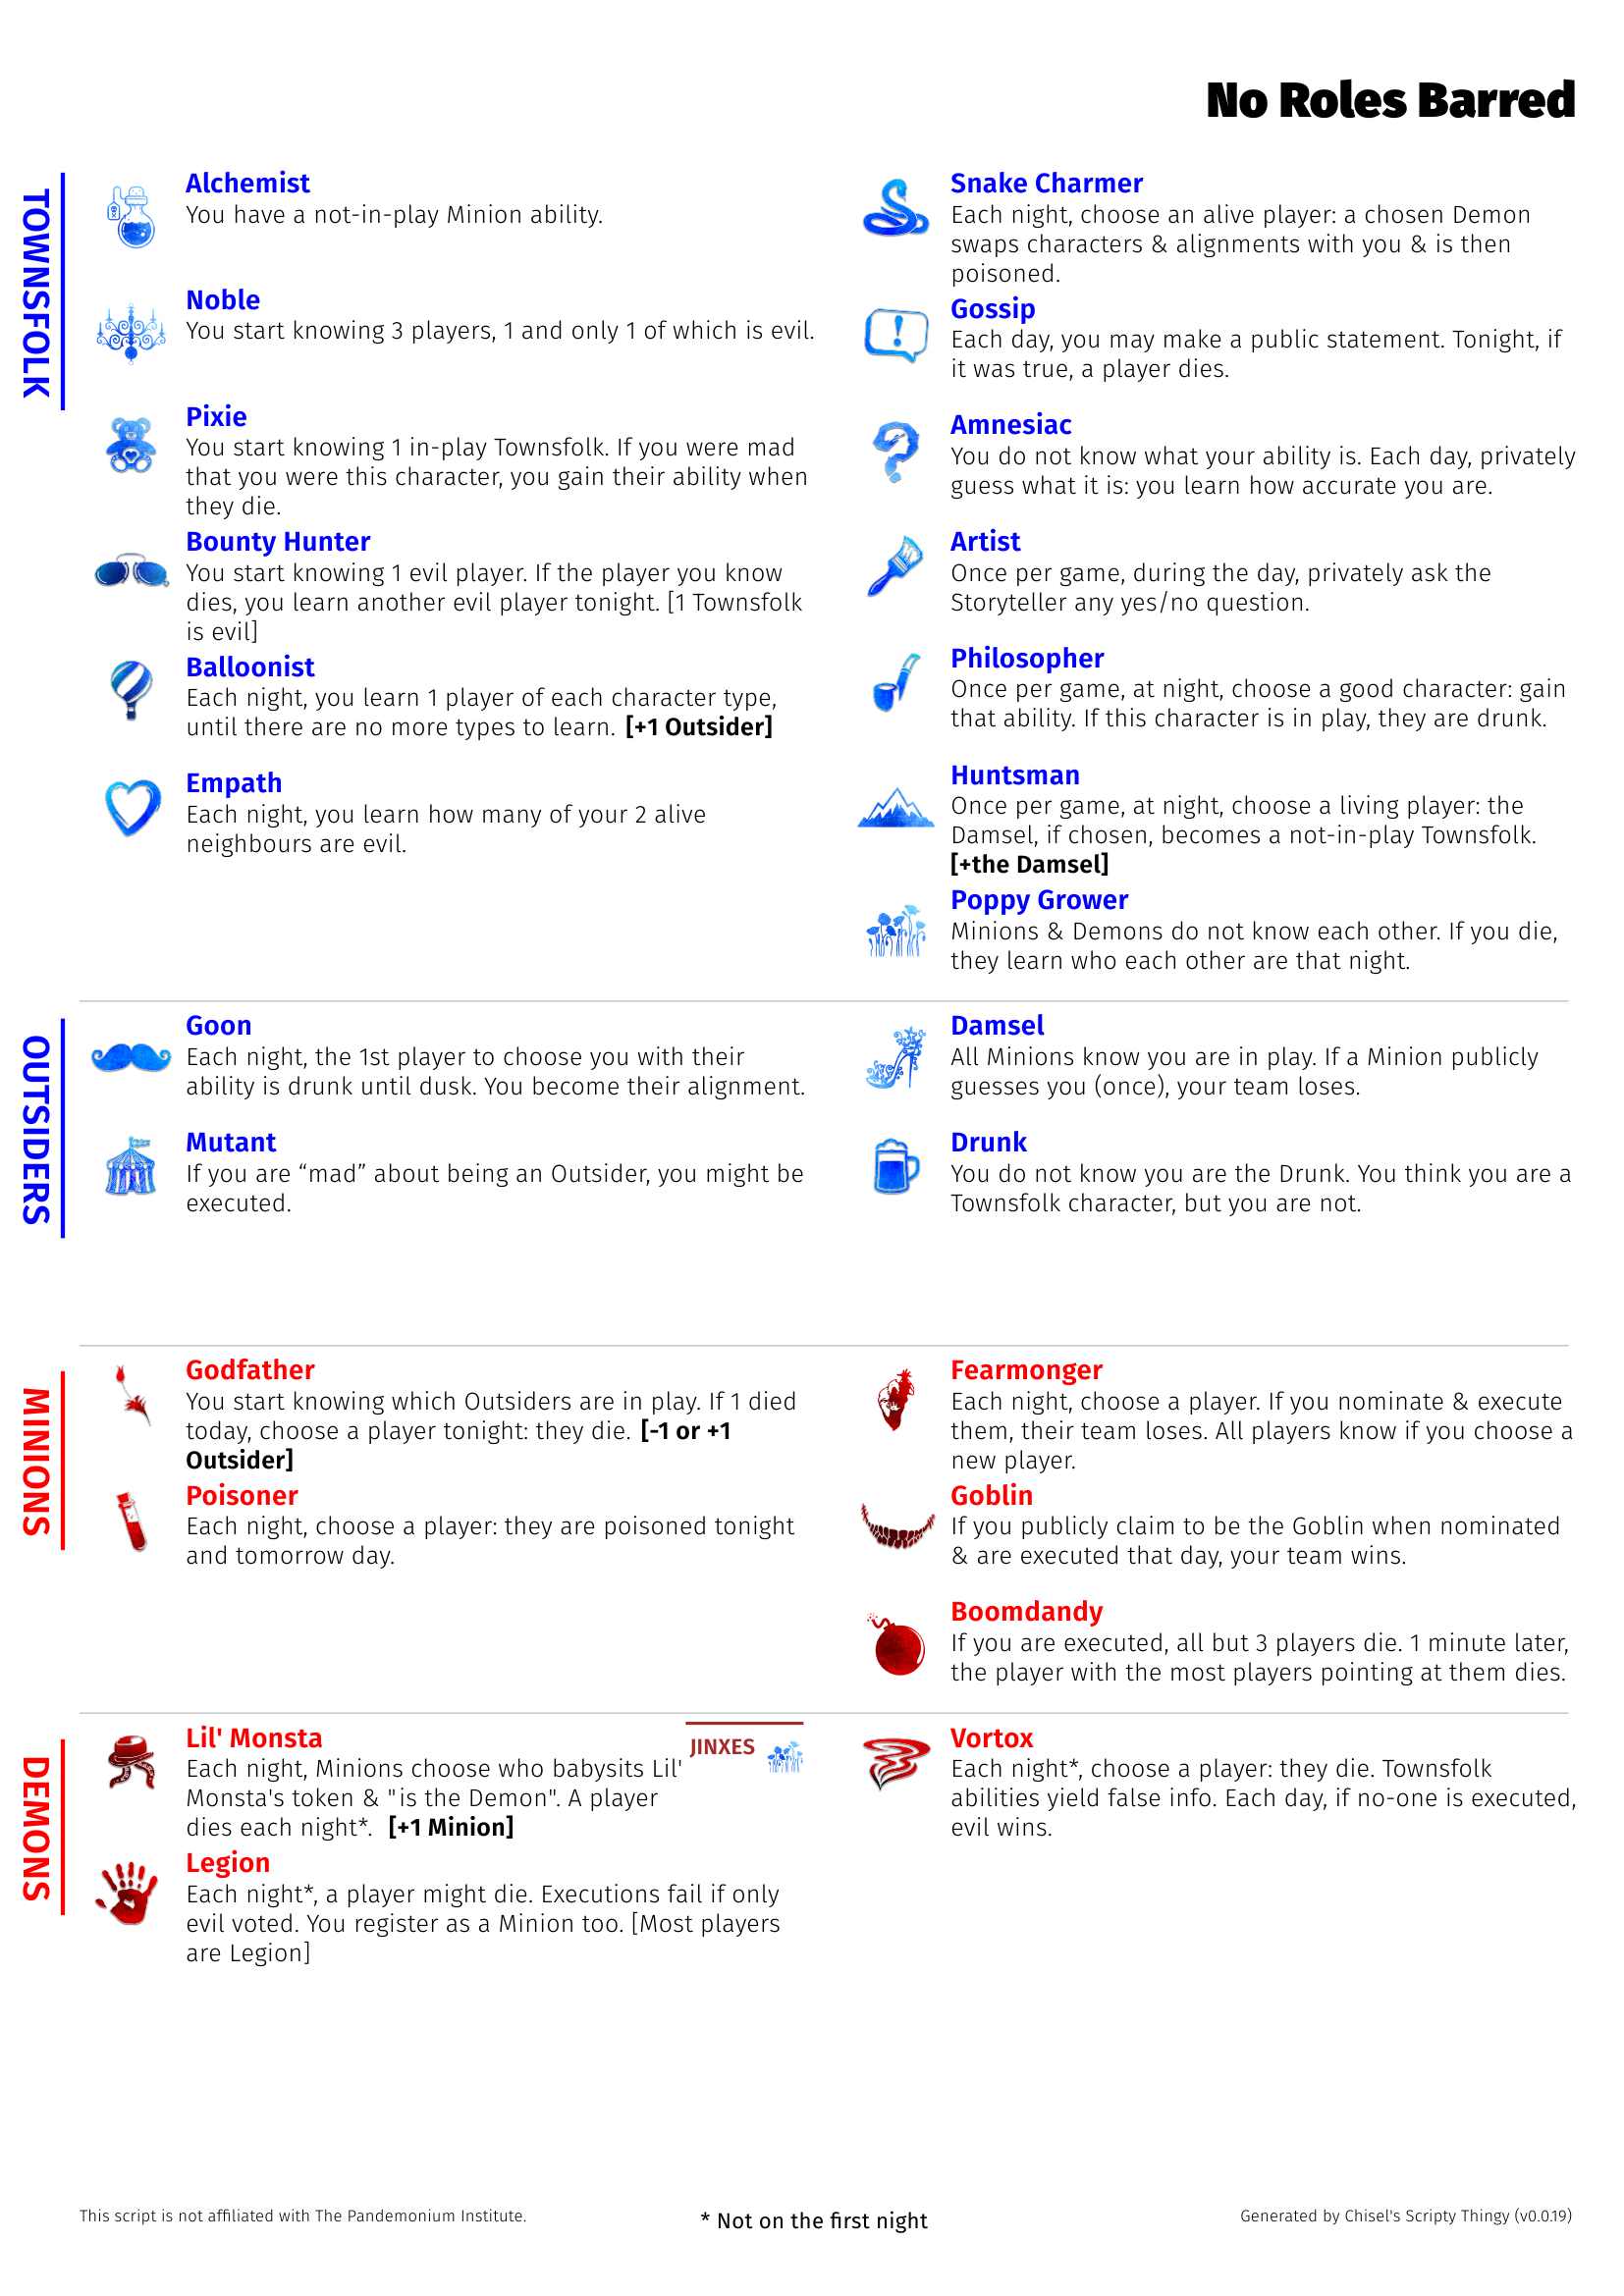 No Roles Barred
TOWNSFOLK
Alchemist
You have a not-in-play Minion ability.
Noble
You start knowing 3 players, 1 and only 1 of which is evil.
Pixie
You start knowing 1 in-play Townsfolk. If you were mad
that you were this character, you gain their ability when
they die.
Bounty Hunter
You start knowing 1 evil player. If the player you know
dies, you learn another evil player tonight. [1 Townsfolk
is evil]
Balloonist
Each night, you learn 1 player of each character type,
until there are no more types to learn. [+1 Outsider]
Empath
Each night, you learn how many of your 2 alive
neighbours are evil.
Snake Charmer
Each night, choose an alive player: a chosen Demon
swaps characters & alignments with you & is then
poisoned.
Gossip
Each day, you may make a public statement. Tonight, if
it was true, a player dies.
Amnesiac
You do not know what your ability is. Each day, privately
guess what it is: you learn how accurate you are.
Artist
Once per game, during the day, privately ask the
Storyteller any yes/no question.
Philosopher
Once per game, at night, choose a good character: gain
that ability. If this character is in play, they are drunk.
Huntsman
Once per game, at night, choose a living player: the
Damsel, if chosen, becomes a not-in-play Townsfolk.
[+the Damsel]
Poppy Grower
Minions & Demons do not know each other. If you die,
they learn who each other are that night.
OUTSIDERS
Goon
Each night, the 1st player to choose you with their
ability is drunk until dusk. You become their alignment.
Mutant
If you are “mad” about being an Outsider, you might be
executed.
Damsel
All Minions know you are in play. If a Minion publicly
guesses you (once), your team loses.
Drunk
You do not know you are the Drunk. You think you are a
Townsfolk character, but you are not.
MINIONS
Godfather
You start knowing which Outsiders are in play. If 1 died
today, choose a player tonight: they die. [-1 or +1
Outsider]
Poisoner
Each night, choose a player: they are poisoned tonight
and tomorrow day.
Fearmonger
Each night, choose a player. If you nominate & execute
them, their team loses. All players know if you choose a
new player.
Goblin
If you publicly claim to be the Goblin when nominated
& are executed that day, your team wins.
Boomdandy
If you are executed, all but 3 players die. 1 minute later,
the player with the most players pointing at them dies.
DEMONS
Lil' Monsta
JINXES
Each night, Minions choose who babysits Lil'
Monsta's token & "is the Demon". A player
dies each night*. [+1 Minion]
Legion
Each night*, a player might die. Executions fail if only
evil voted. You register as a Minion too. [Most players
are Legion]
Vortox
Each night*, choose a player: they die. Townsfolk
abilities yield false info. Each day, if no-one is executed,
evil wins.
This script is not affiliated with The Pandemonium Institute.
* Not on the first night
Generated by Chisel's Scripty Thingy (v0.0.19)